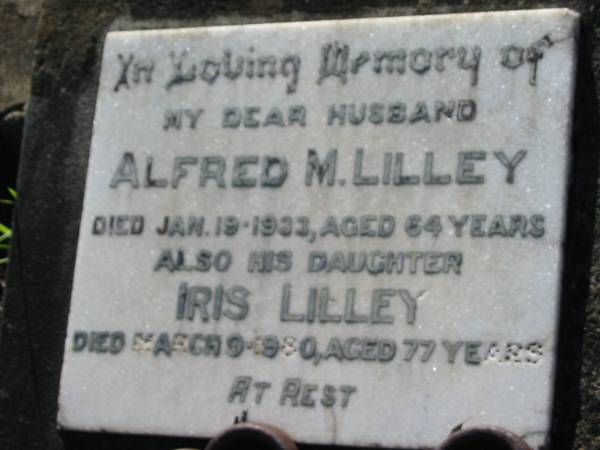 In Loving Memory of
MY DEAR HUSBAND
ALFRED M. LILLEY
DIED JAN. 19·1933, AGED 64 YEARS
ALSO HIS DAUGHTER
IRIS LILLEY
DIED MARCH 9·1980, AGED 77 YEARS
AT REST